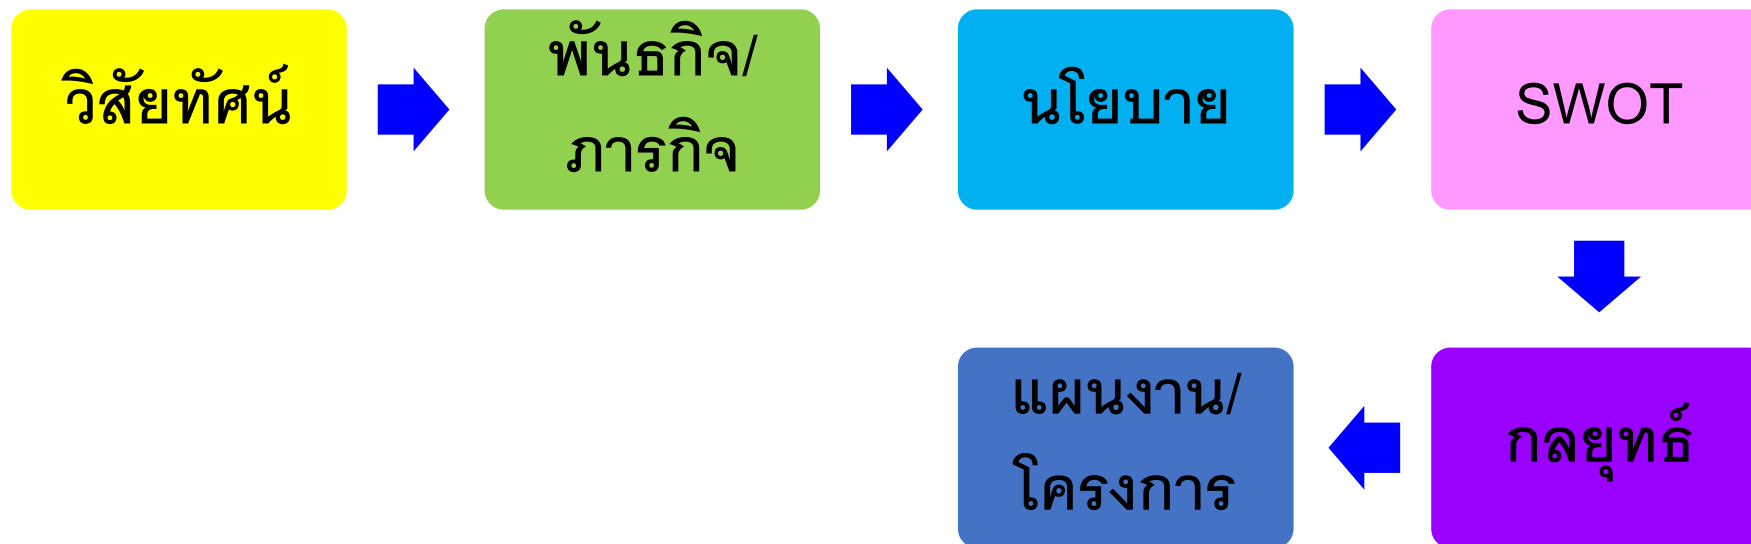 วิสัยทัศน์
พันธกิจ/
ภารกิจ
นโยบาย
SWOT
กลยุทธ์
แผนงาน/
โครงการ